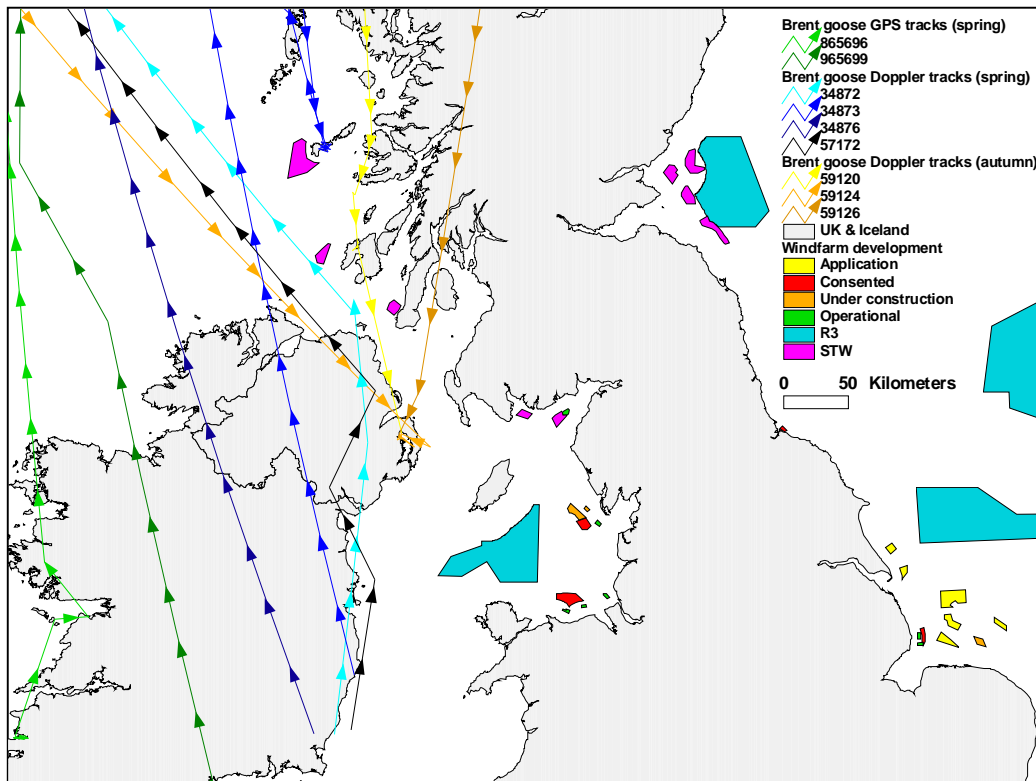 Brent goose GPS tracks (spring)
865696
965699
Brent goose Doppler tracks (spring)
34872
34873
34876
57172
Brent goose Doppler tracks (autumn)
59120
59124
59126
UK & Iceland
Windfarm development
Application
Consented
Under construction
Operational
R3
STW
0 50 Kilometers